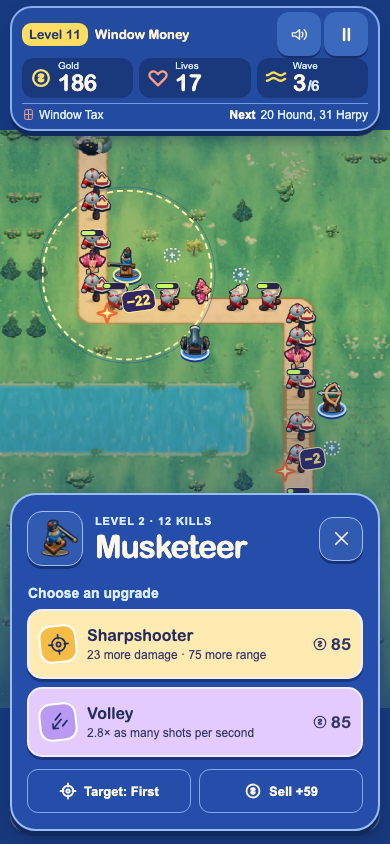 Level 11 Window Money
Gold
186
Lives
17
Wave
3/6
Window Tax
Next 20 Hound, 31 Harpy
−22
−2
LEVEL 2 · 12 KILLS
Musketeer
Choose an upgrade
Sharpshooter
23 more damage · 75 more range
85
Volley
2.8× as many shots per second
85
Target: First
Sell +59